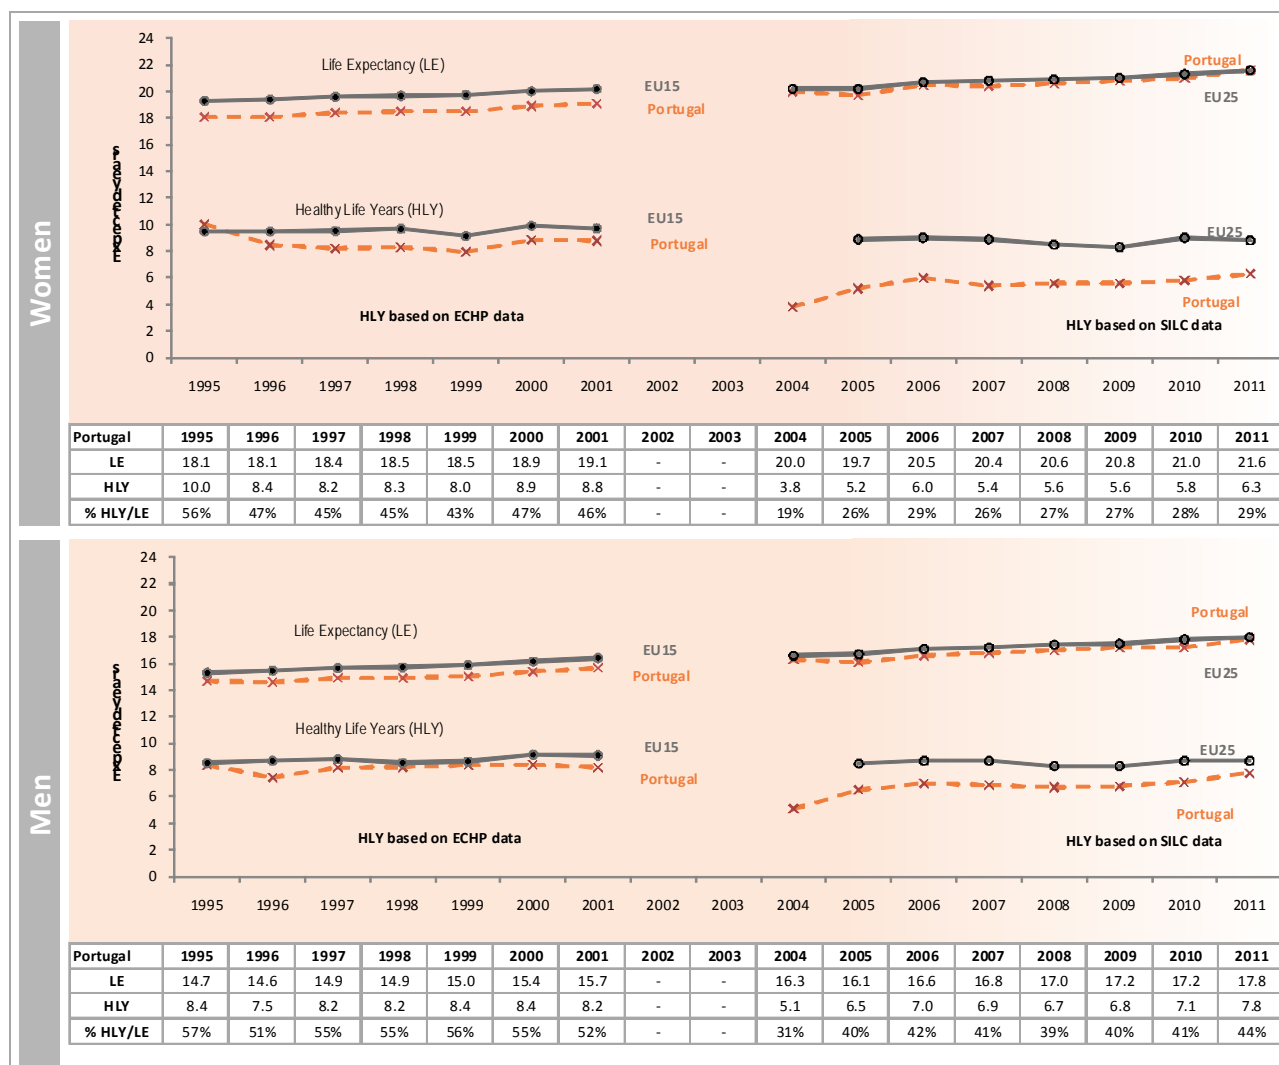 Women
24
22
20
18
16
14
12
10
8
6
4
2
0
Expected years
Life Expectancy (LE)
EU15
Portugal
Portugal
EU25
Healthy Life Years (HLY)
EU15
Portugal
EU25
Portugal
HLY based on ECHP data
HLY based on SILC data
1995 1996 1997 1998 1999 2000 2001 2002 2003 2004 2005 2006 2007 2008 2009 2010 2011
Portugal 1995 1996 1997 1998 1999 2000 2001 2002 2003 2004 2005 2006 2007 2008 2009 2010 2011
LE 18.1 18.1 18.4 18.5 18.5 18.9 19.1 - - 20.0 19.7 20.5 20.4 20.6 20.8 21.0 21.6
HLY 10.0 8.4 8.2 8.3 8.0 8.9 8.8 - - 3.8 5.2 6.0 5.4 5.6 5.6 5.8 6.3
% HLY/LE 56% 47% 45% 45% 43% 47% 46% - - 19% 26% 29% 26% 27% 27% 28% 29%
Men
24
22
20
18
16
14
12
10
8
6
4
2
0
Expected years
Life Expectancy (LE)
EU15
Portugal
Portugal
EU25
Healthy Life Years (HLY)
EU15
Portugal
EU25
Portugal
HLY based on ECHP data
HLY based on SILC data
1995 1996 1997 1998 1999 2000 2001 2002 2003 2004 2005 2006 2007 2008 2009 2010 2011
Portugal 1995 1996 1997 1998 1999 2000 2001 2002 2003 2004 2005 2006 2007 2008 2009 2010 2011
LE 14.7 14.6 14.9 14.9 15.0 15.4 15.7 - - 16.3 16.1 16.6 16.8 17.0 17.2 17.2 17.8
HLY 8.4 7.5 8.2 8.2 8.4 8.4 8.2 - - 5.1 6.5 7.0 6.9 6.7 6.8 7.1 7.8
% HLY/LE 57% 51% 55% 55% 56% 55% 52% - - 31% 40% 42% 41% 39% 40% 41% 44%